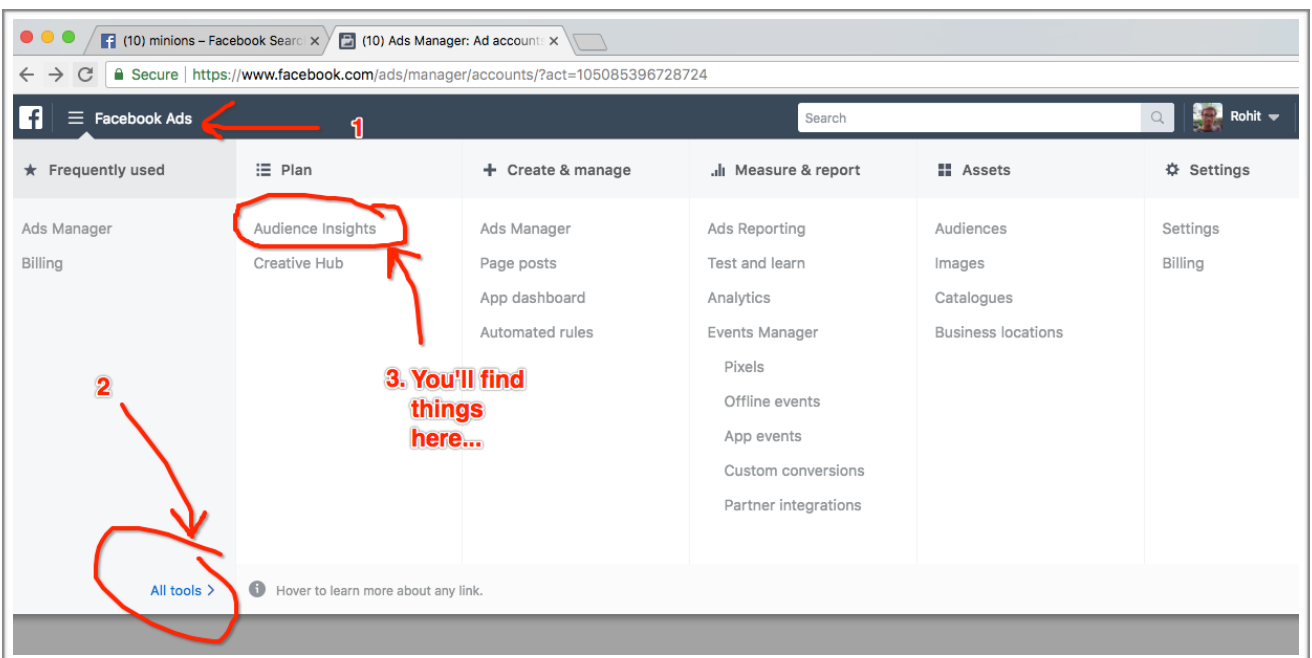 (10) minions – Facebook Searc
(10) Ads Manager: Ad accounts
Secure | https://www.facebook.com/ads/manager/accounts/?act=105085396728724
f Facebook Ads
1
Search
Rohit
Frequently used
Plan
Create & manage
Measure & report
Assets
Settings
Ads Manager
Billing
Audience Insights
Creative Hub
Ads Manager
Page posts
App dashboard
Automated rules
Ads Reporting
Test and learn
Analytics
Events Manager
Pixels
Offline events
App events
Custom conversions
Partner integrations
Audiences
Images
Catalogues
Business locations
Settings
Billing
2
3. You'll find
things
here...
All tools >
Hover to learn more about any link.